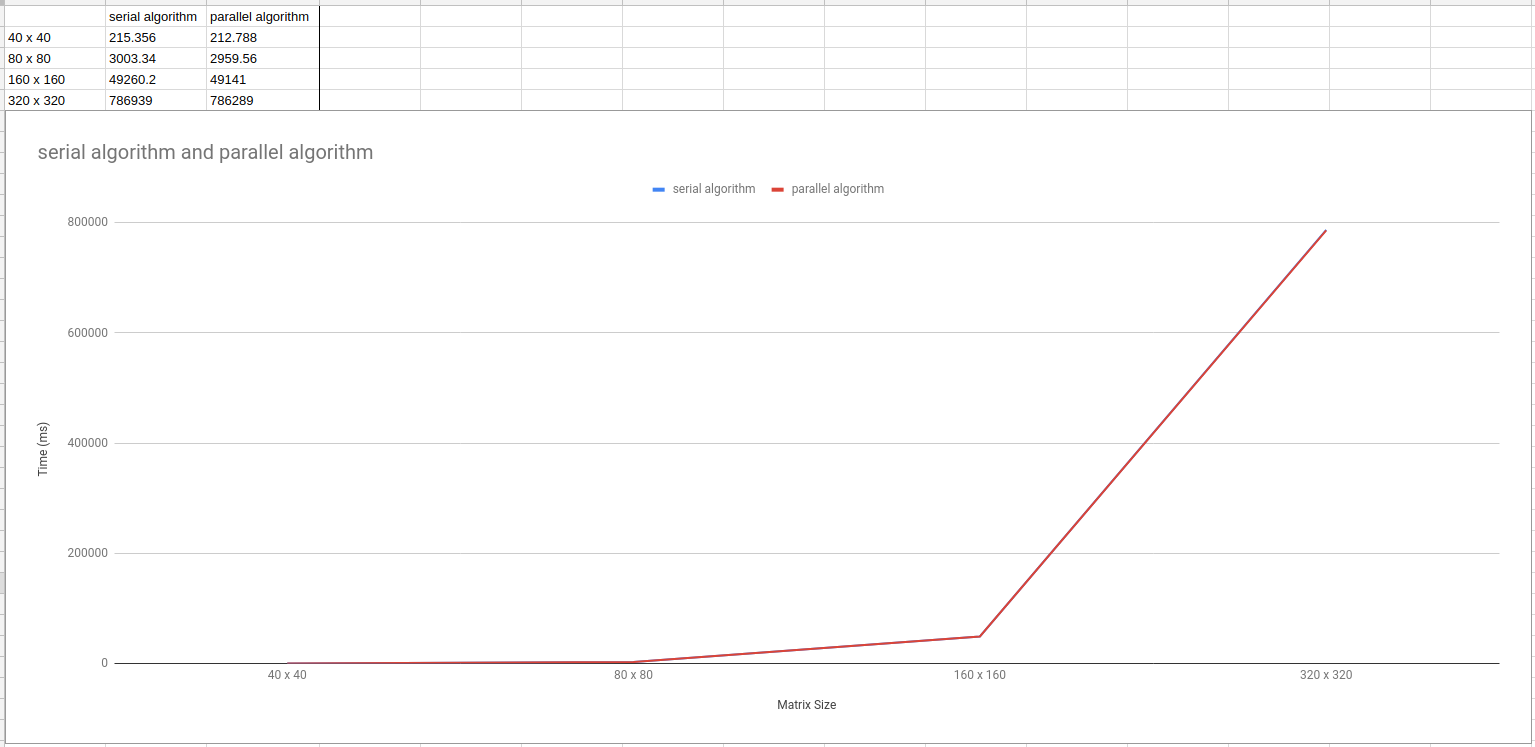 serial algorithm parallel algorithm
40 x 40 215.356 212.788
80 x 80 3003.34 2959.56
160 x 160 49260.2 49141
320 x 320 786939 786289
serial algorithm and parallel algorithm
serial algorithm parallel algorithm
800000
600000
400000
200000
0
Time (ms)
40 x 40 80 x 80 160 x 160 320 x 320
Matrix Size